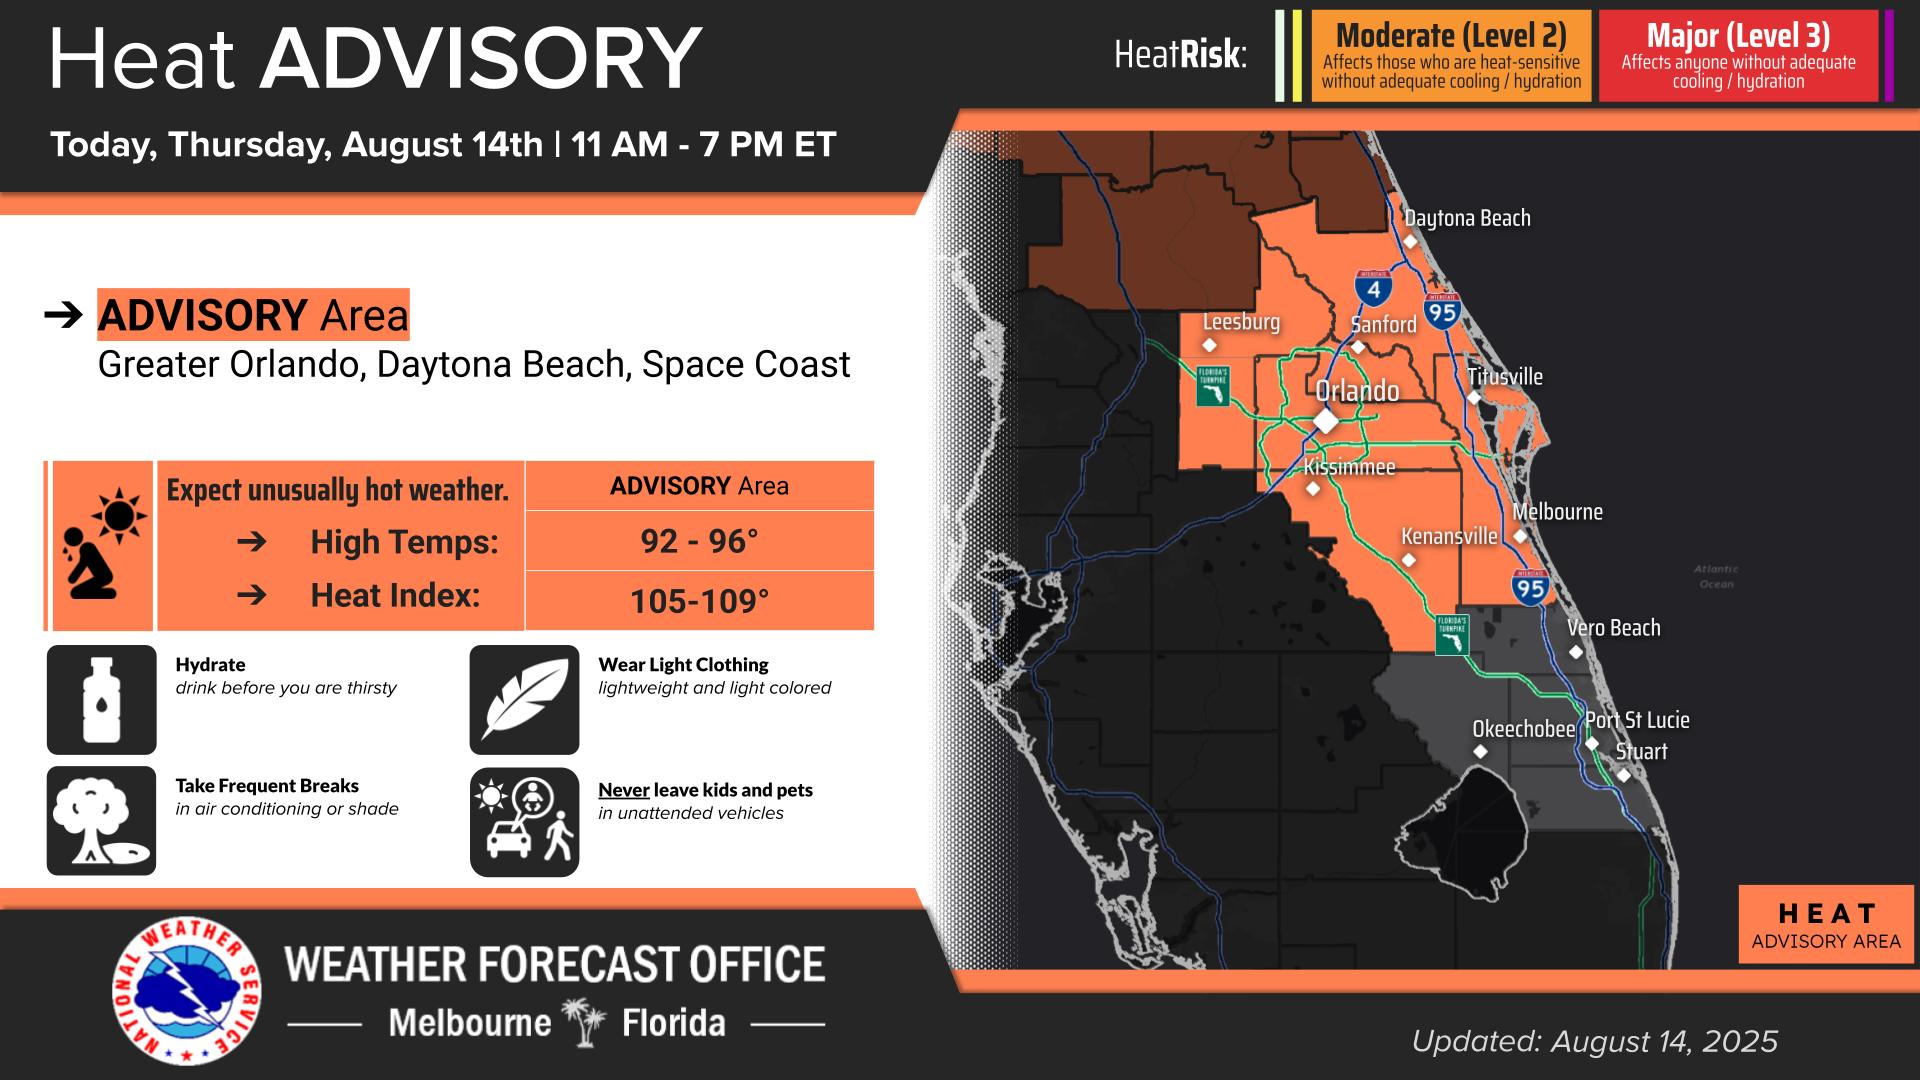 Heat ADVISORY
Today, Thursday, August 14th | 11 AM - 7 PM ET
HeatRisk:
Moderate (Level 2)
Affects those who are heat-sensitive
without adequate cooling / hydration
Major (Level 3)
Affects anyone without adequate
cooling / hydration
➔ ADVISORY Area
Greater Orlando, Daytona Beach, Space Coast
Expect unusually hot weather.
ADVISORY Area
➔ High Temps:
92 - 96°
➔ Heat Index:
105-109°
Hydrate
drink before you are thirsty
Wear Light Clothing
lightweight and light colored
Take Frequent Breaks
in air conditioning or shade
Never leave kids and pets
in unattended vehicles
Daytona Beach
INTERSTATE
4
INTERSTATE
95
Leesburg
Sanford
FLORIDA'S
TURNPIKE
Titusville
Orlando
Kissimmee
Melbourne
Kenansville
Atlantic
Ocean
INTERSTATE
95
FLORIDA'S
TURNPIKE
Vero Beach
Port St Lucie
Okeechobee
Stuart
HEAT
ADVISORY AREA
NATIONAL WEATHER SERVICE
WEATHER FORECAST OFFICE
Melbourne Florida
Updated: August 14, 2025